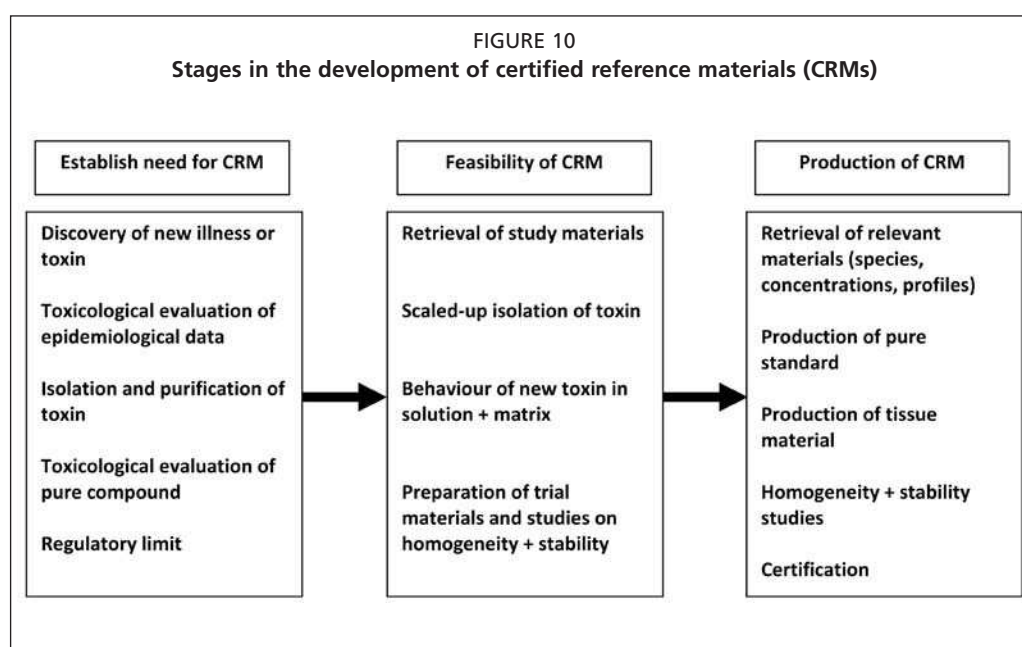 FIGURE 10
Stages in the development of certified reference materials (CRMs)
Establish need for CRM
Discovery of new illness or
toxin
Toxicological evaluation of
epidemiological data
Isolation and purification of
toxin
Toxicological evaluation of
pure compound
Regulatory limit
Feasibility of CRM
Retrieval of study materials
Scaled-up isolation of toxin
Behaviour of new toxin in
solution + matrix
Preparation of trial
materials and studies on
homogeneity + stability
Production of CRM
Retrieval of relevant
materials (species,
concentrations, profiles)
Production of pure
standard
Production of tissue
material
Homogeneity + stability
studies
Certification